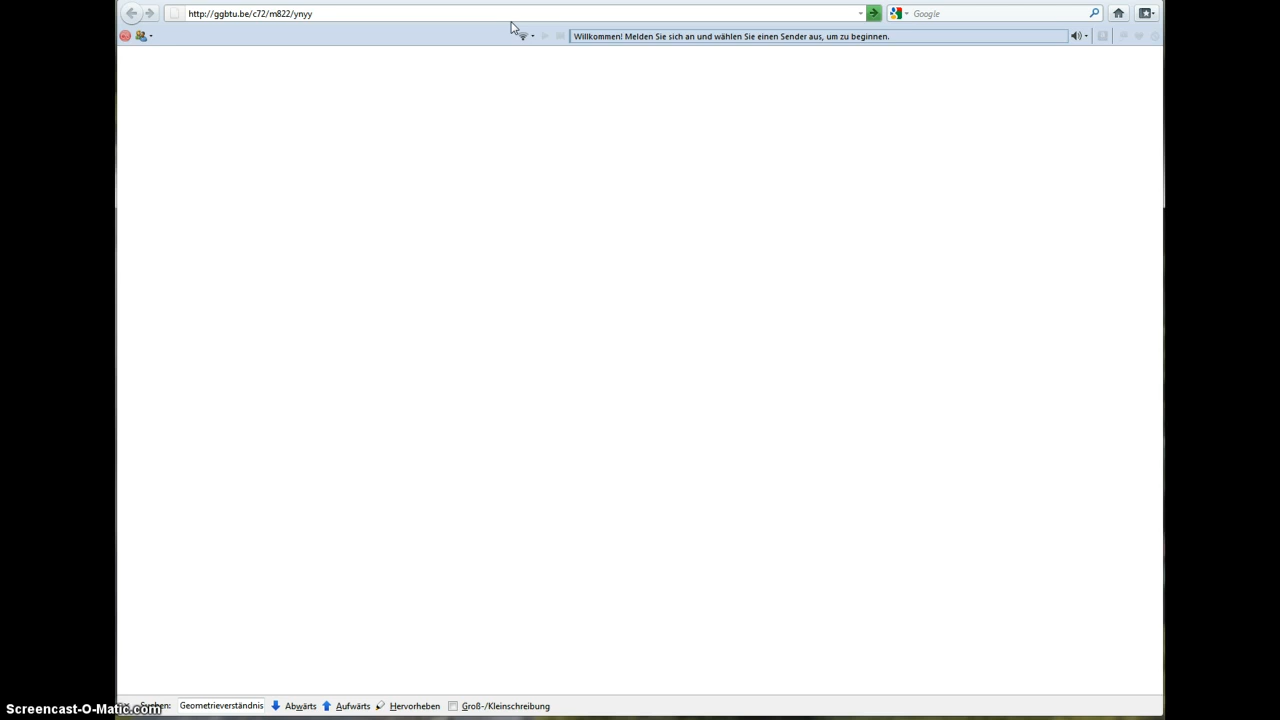 http://ggbtu.be/c72/m822/ynyy
Google
Willkommen! Melden Sie sich an und wählen Sie einen Sender aus, um zu beginnen.
Suchen: Geometrieverständnis Abwärts Aufwärts Hervorheben Groß-/Kleinschreibung
Screencast-O-Matic.com